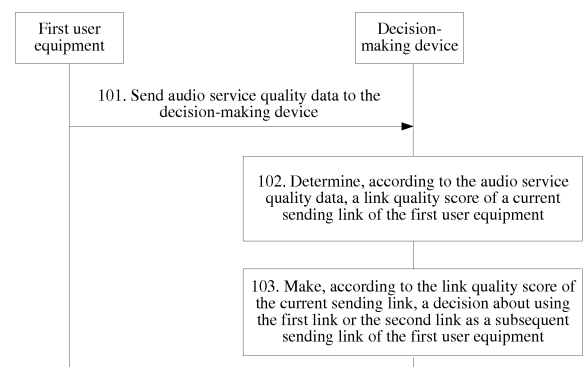 First user
equipment
Decision-
making device
101. Send audio service quality data to the
decision-making device
102. Determine, according to the audio service
quality data, a link quality score of a current
sending link of the first user equipment
103. Make, according to the link quality score of
the current sending link, a decision about using
the first link or the second link as a subsequent
sending link of the first user equipment